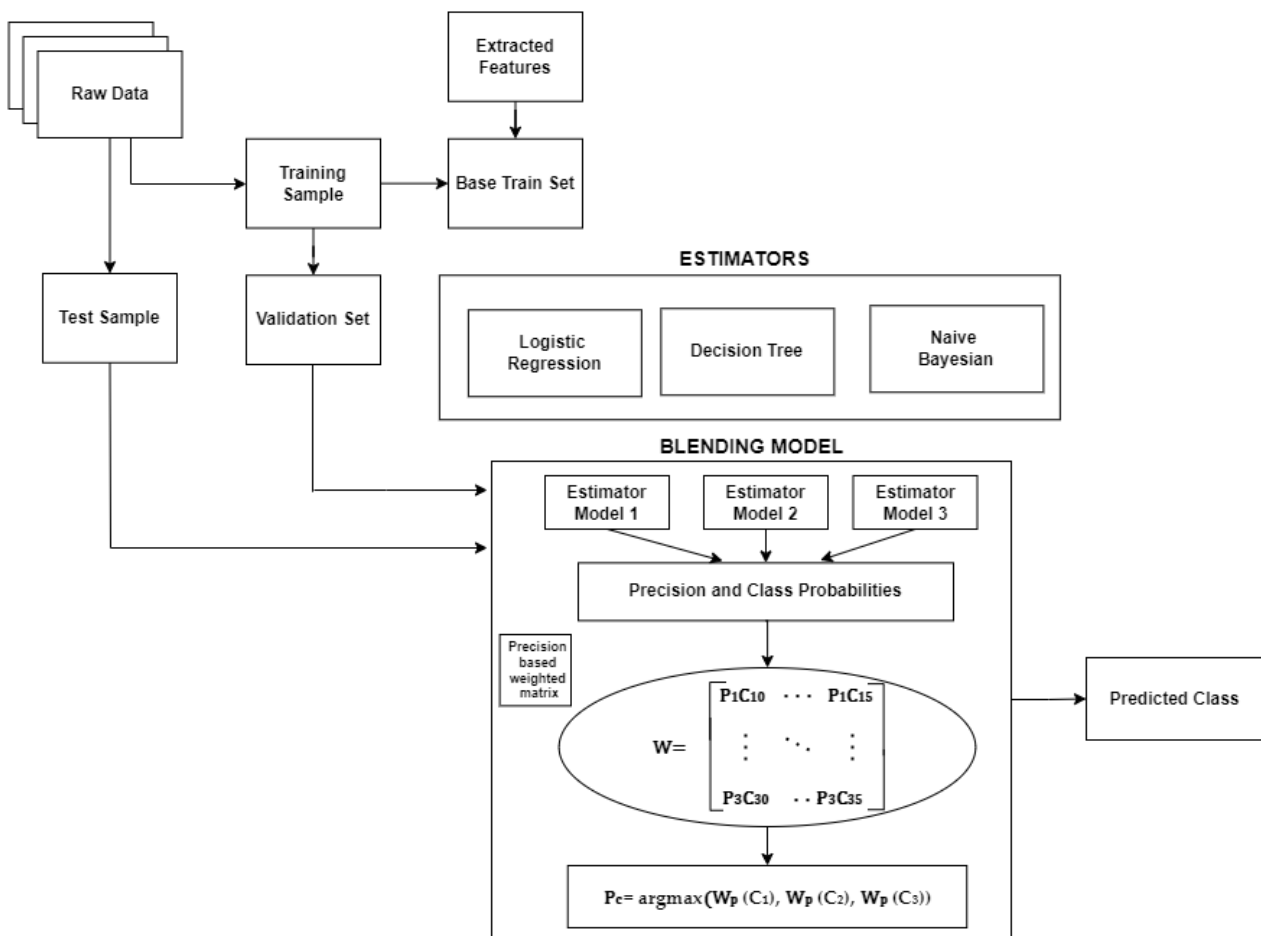 Raw Data
Extracted
Features
Training
Sample
Base Train Set
Test Sample
Validation Set
ESTIMATORS
Logistic
Regression
Decision Tree
Naive
Bayesian
BLENDING MODEL
Estimator
Model 1
Estimator
Model 2
Estimator
Model 3
Precision and Class Probabilities
Precision
based
weighted
matrix
P1C10 ··· P1C15
W= ⋮ ⋱ ⋮
P3C30 ·· P3C35
Pc= argmax(Wp (C1), Wp (C2), Wp (C3))
Predicted Class